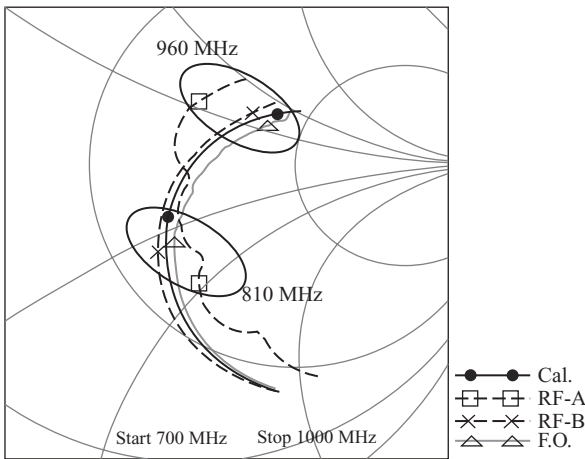 960 MHz
810 MHz
Start 700 MHz Stop 1000 MHz
Cal.
RF-A
RF-B
F.O.